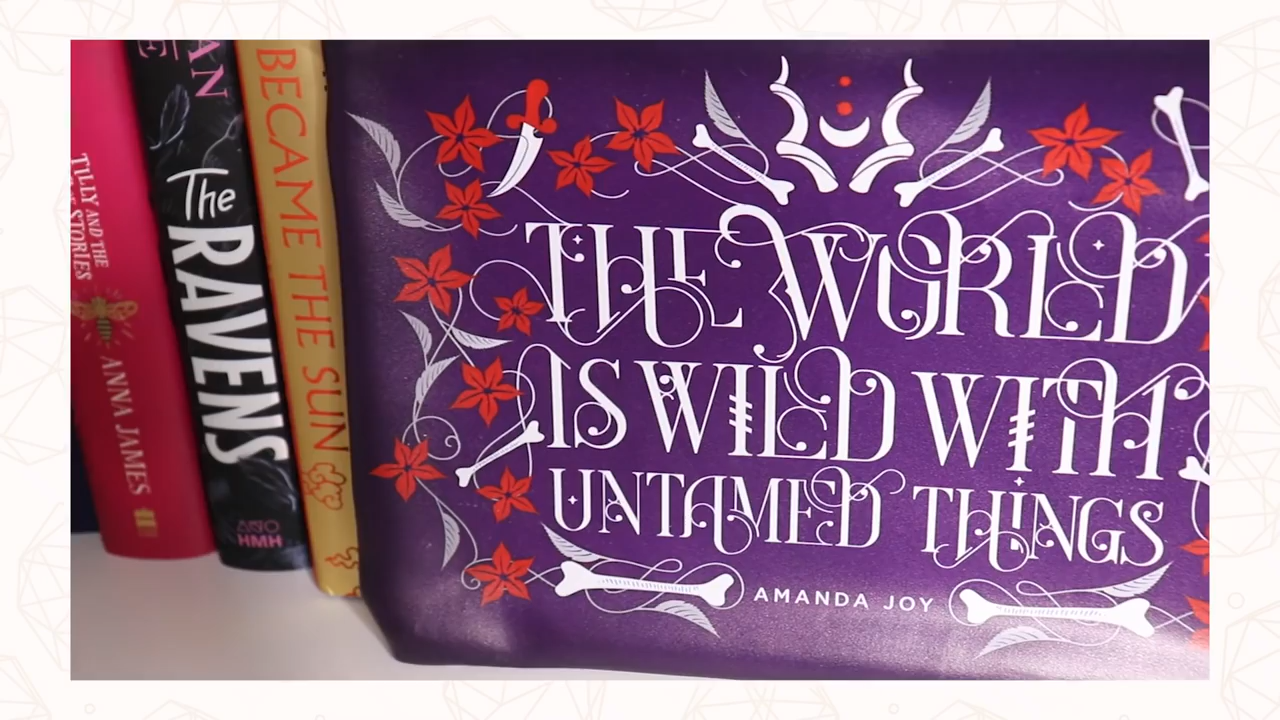 TILLY AND THE
STORIES
ANNA JAMES
The
RAVENS
HMH
BECAME THE SUN
THE WORLD
IS WILD WITH
UNTAMED THINGS
AMANDA JOY